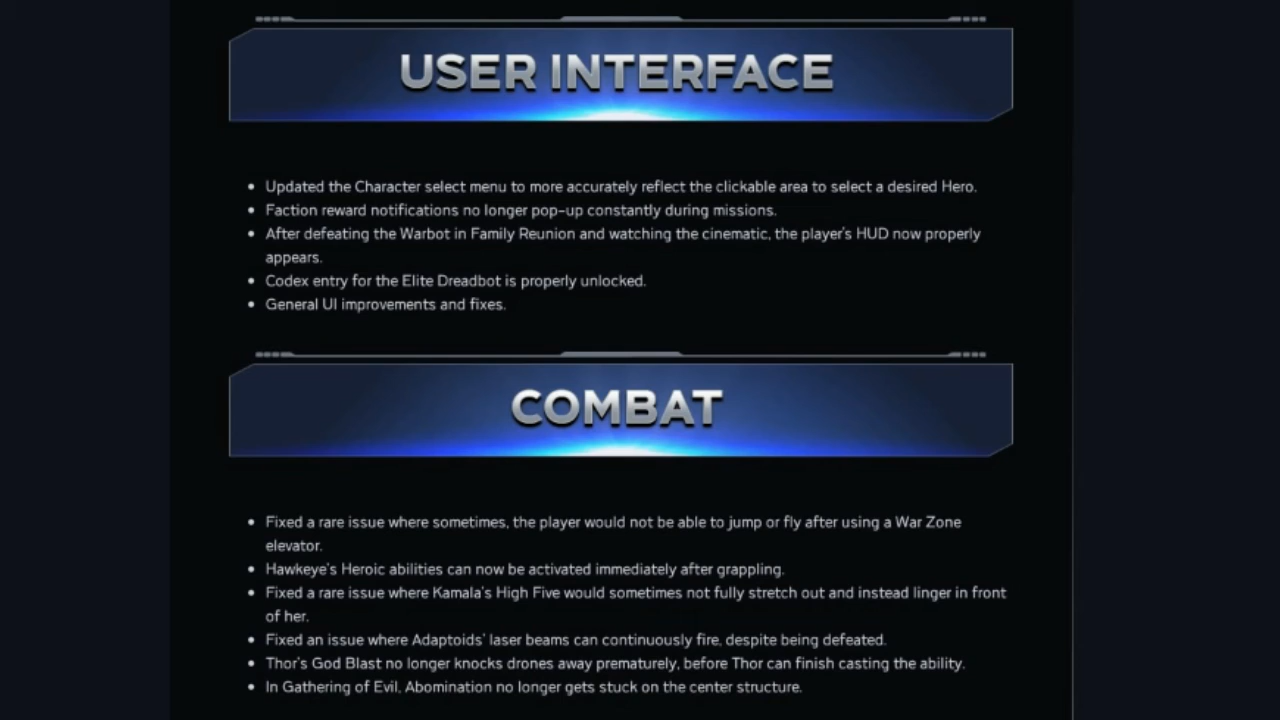 USER INTERFACE
• Updated the Character select menu to more accurately reflect the clickable area to select a desired Hero.
• Faction reward notifications no longer pop-up constantly during missions.
• After defeating the Warbot in Family Reunion and watching the cinematic, the player's HUD now properly
appears.
• Codex entry for the Elite Dreadbot is properly unlocked.
• General UI improvements and fixes.
COMBAT
• Fixed a rare issue where sometimes, the player would not be able to jump or fly after using a War Zone
elevator.
• Hawkeye's Heroic abilities can now be activated immediately after grappling.
• Fixed a rare issue where Kamala's High Five would sometimes not fully stretch out and instead linger in front
of her.
• Fixed an issue where Adaptoids' laser beams can continuously fire, despite being defeated.
• Thor's God Blast no longer knocks drones away prematurely, before Thor can finish casting the ability.
• In Gathering of Evil, Abomination no longer gets stuck on the center structure.